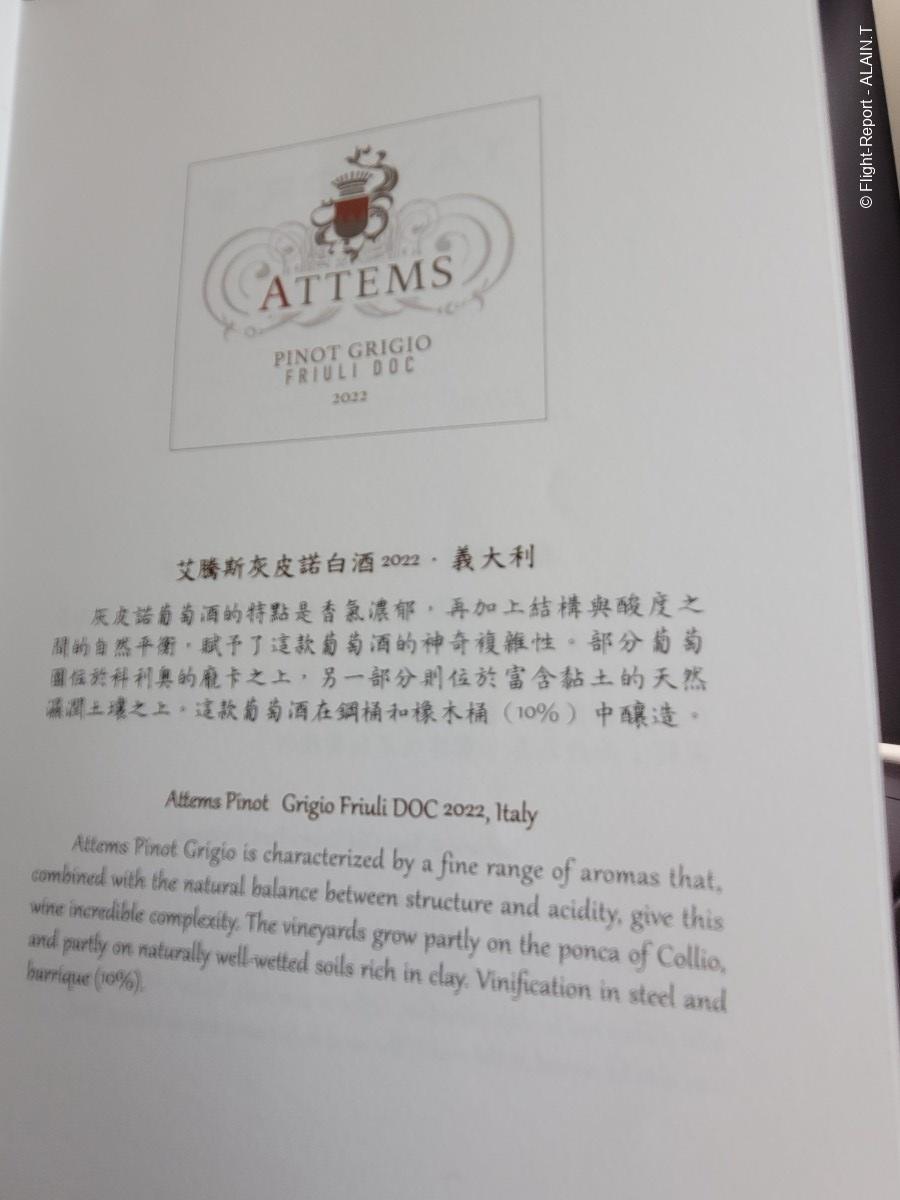 © Flight-Report - ALAIN.T
ATTEMS
PINOT GRIGIO
FRIULI DOC
2022
艾騰斯灰皮諾白酒 2022 · 義大利
灰皮諾葡萄酒的特點是香氣濃郁，再加上結構與酸度之
間的自然平衡，賦予了這款葡萄酒的神奇複雜性。部分葡萄
園位於科利奧的龐卡之上，另一部分則位於富含黏土的天然
濕潤土壤之上。這款葡萄酒在鋼桶和橡木桶（10%）中釀造。
Attems Pinot Grigio Friuli DOC 2022, Italy
Attems Pinot Grigio is characterized by a fine range of aromas that,
combined with the natural balance between structure and acidity, give this
wine incredible complexity. The vineyards grow partly on the ponca of Collio,
and partly on naturally well-wetted soils rich in clay. Vinification in steel and
barrique (10%).